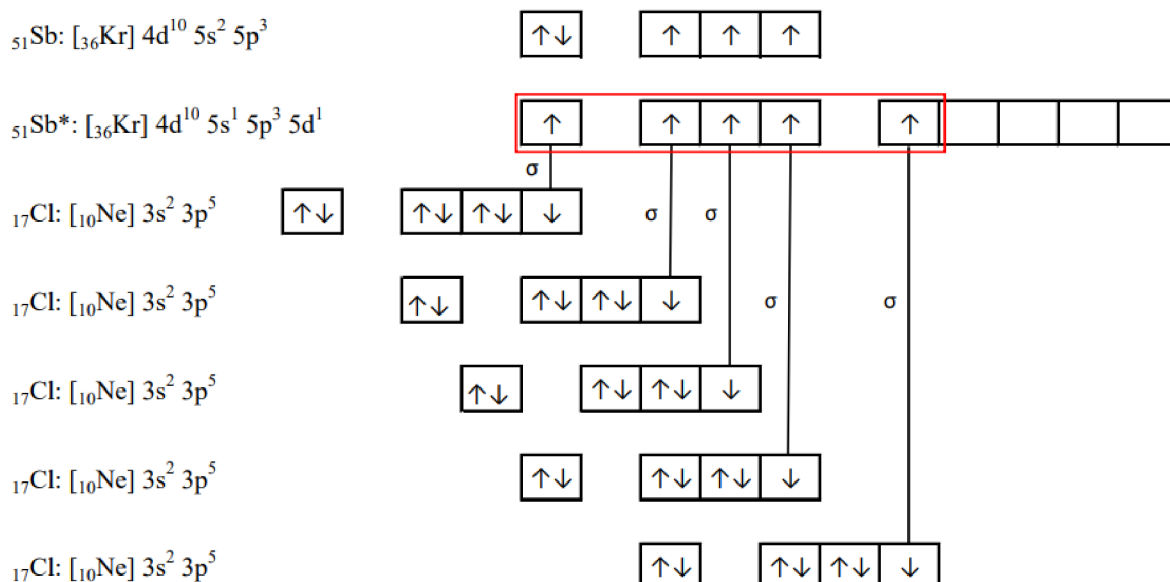 ₅₁Sb: [₃₆Kr] 4d¹⁰ 5s² 5p³ ↑↓ ↑ ↑ ↑
₅₁Sb*: [₃₆Kr] 4d¹⁰ 5s¹ 5p³ 5d¹ ↑ ↑ ↑ ↑ ↑
σ
₁₇Cl: [₁₀Ne] 3s² 3p⁵ ↑↓ ↑↓ ↑↓ ↓ σ σ
₁₇Cl: [₁₀Ne] 3s² 3p⁵ ↑↓ ↑↓ ↑↓ ↓ σ σ
₁₇Cl: [₁₀Ne] 3s² 3p⁵ ↑↓ ↑↓ ↑↓ ↓
₁₇Cl: [₁₀Ne] 3s² 3p⁵ ↑↓ ↑↓ ↑↓ ↓
₁₇Cl: [₁₀Ne] 3s² 3p⁵ ↑↓ ↑↓ ↑↓ ↓